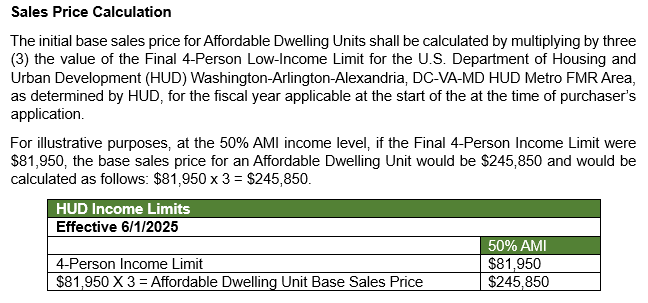 Sales Price Calculation
The initial base sales price for Affordable Dwelling Units shall be calculated by multiplying by three
(3) the value of the Final 4-Person Low-Income Limit for the U.S. Department of Housing and
Urban Development (HUD) Washington-Arlington-Alexandria, DC-VA-MD HUD Metro FMR Area,
as determined by HUD, for the fiscal year applicable at the start of the at the time of purchaser's
application.
For illustrative purposes, at the 50% AMI income level, if the Final 4-Person Income Limit were
$81,950, the base sales price for an Affordable Dwelling Unit would be $245,850 and would be
calculated as follows: $81,950 x 3 = $245,850.
HUD Income Limits
Effective 6/1/2025
50% AMI
4-Person Income Limit $81,950
$81,950 X 3 = Affordable Dwelling Unit Base Sales Price $245,850